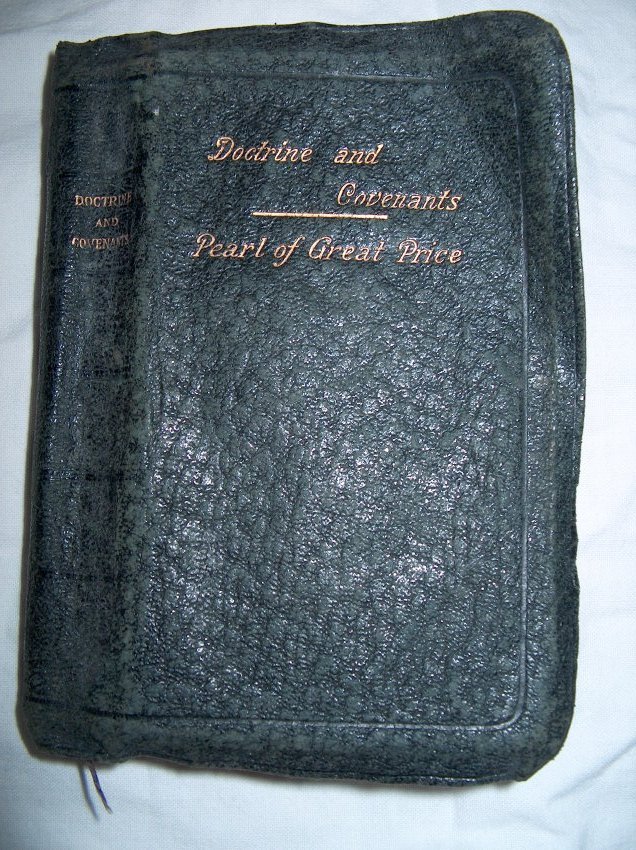 DOCTRINE
AND
COVENANTS
Doctrine and
Covenants
Pearl of Great Price